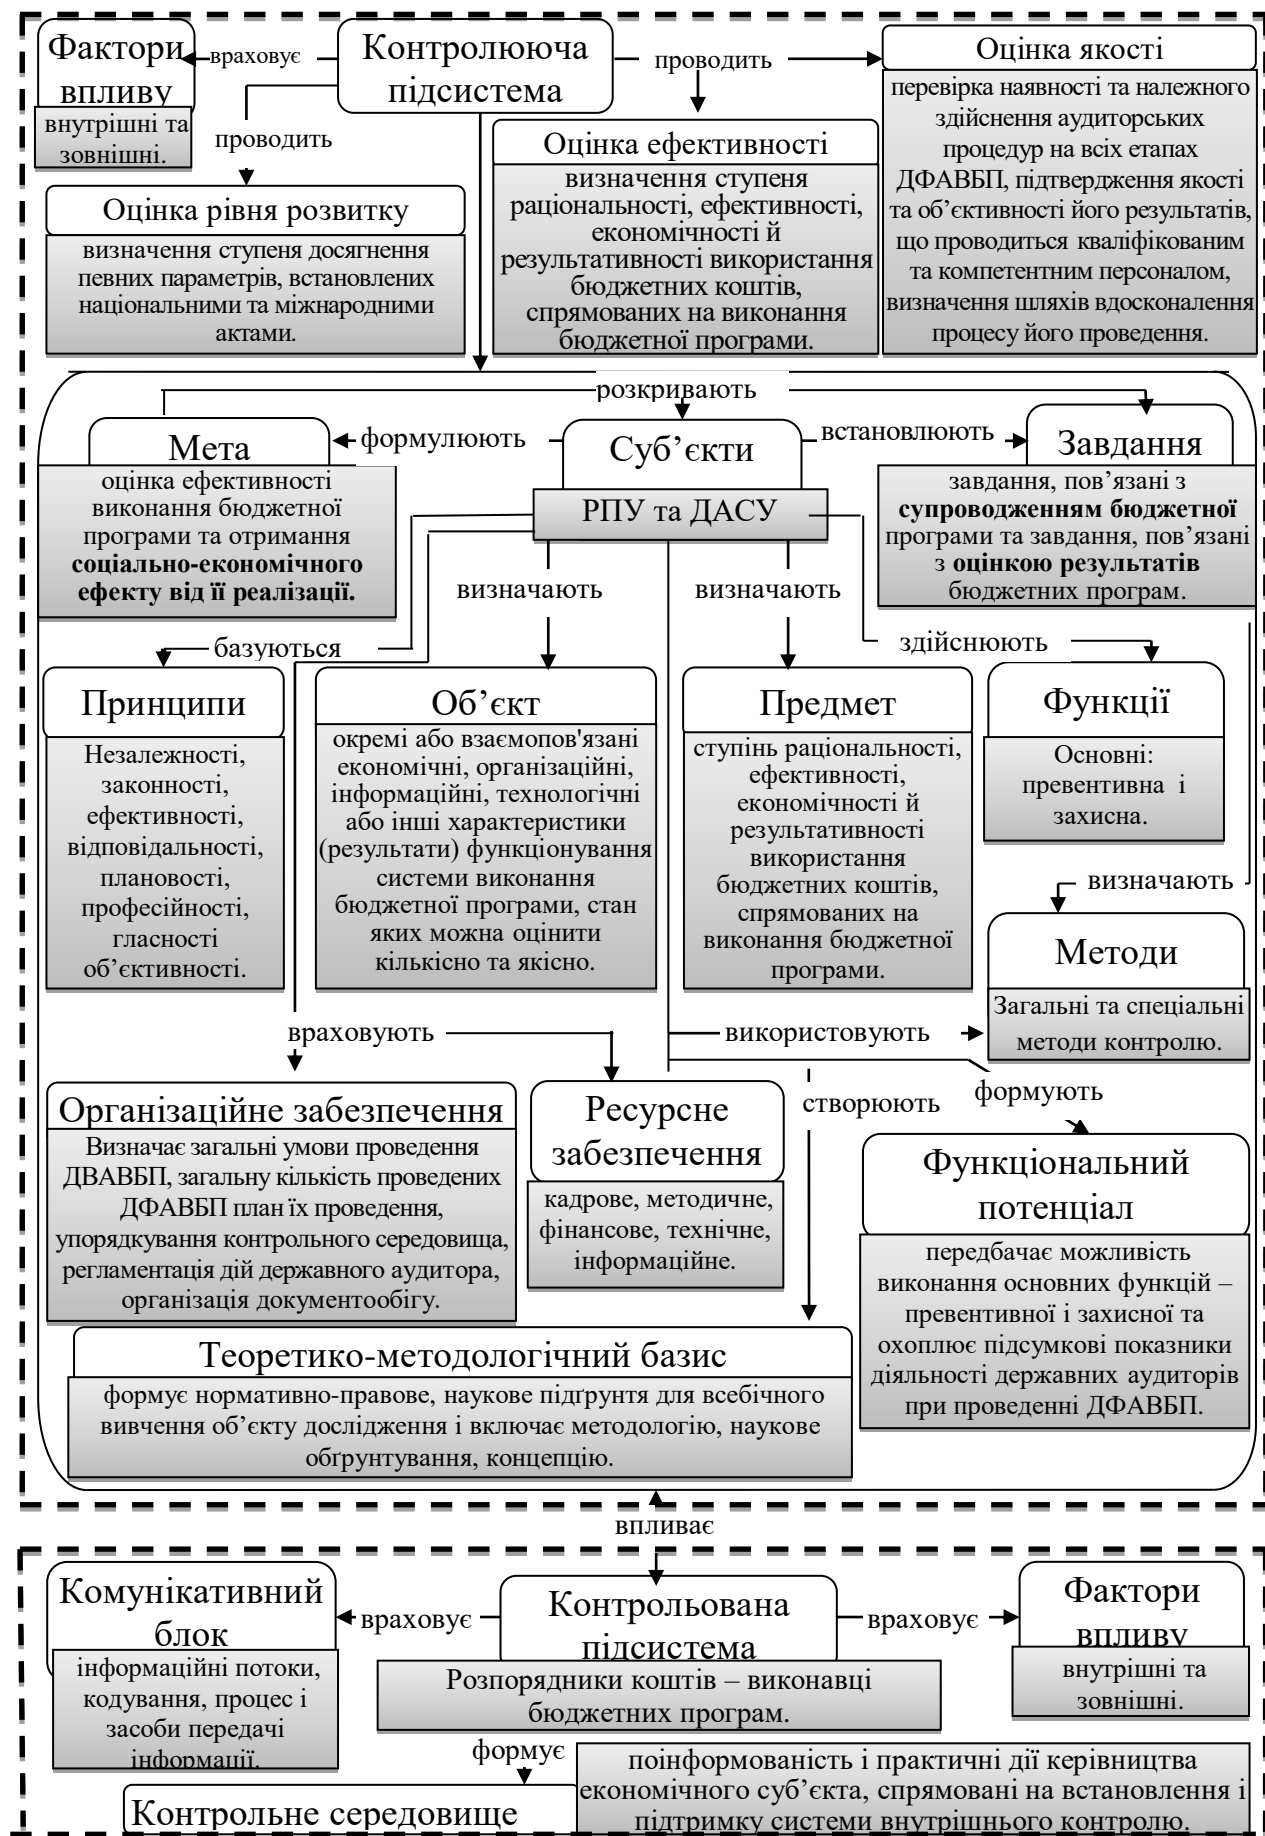 Фактори
впливу
внутрішні та
зовнішні.
враховує
Контролююча
підсистема
проводить
Оцінка якості
перевірка наявності та належного
здійснення аудиторських
процедур на всіх етапах
ДФАВБП, підтвердження якості
та об’єктивності його результатів,
що проводиться кваліфікованим
та компетентним персоналом,
визначення шляхів вдосконалення
процесу його проведення.
проводить
Оцінка ефективності
визначення ступеня
раціональності, ефективності,
економічності й
результативності використання
бюджетних коштів,
спрямованих на виконання
бюджетної програми.
Оцінка рівня розвитку
визначення ступеня досягнення
певних параметрів, встановлених
національними та міжнародними
актами.
розкривають
Мета
формулюють
Суб’єкти
встановлюють
Завдання
оцінка ефективності
виконання бюджетної
програми та отримання
соціально-економічного
ефекту від її реалізації.
РПУ та ДАСУ
завдання, пов’язані з
супроводженням бюджетної
програми та завдання, пов’язані
з оцінкою результатів
бюджетних програм.
визначають
визначають
базуються
здійснюють
Принципи
Незалежності,
законності,
ефективності,
відповідальності,
плановості,
професійності,
гласності
об’єктивності.
Об’єкт
окремі або взаємопов'язані
економічні, організаційні,
інформаційні, технологічні
або інші характеристики
(результати) функціонування
системи виконання
бюджетної програми, стан
яких можна оцінити
кількісно та якісно.
Предмет
ступінь раціональності,
ефективності,
економічності й
результативності
використання
бюджетних коштів,
спрямованих на
виконання бюджетної
програми.
Функції
Основні:
превентивна і
захисна.
визначають
Методи
Загальні та спеціальні
методи контролю.
враховують
використовують
Організаційне забезпечення
Визначає загальні умови проведення
ДВАВБП, загальну кількість проведених
ДФАВБП план їх проведення,
упорядкування контрольного середовища,
регламентація дій державного аудитора,
організація документообігу.
Ресурсне
забезпечення
кадрове, методичне,
фінансове, технічне,
інформаційне.
створюють
формують
Функціональний
потенціал
передбачає можливість
виконання основних функцій –
превентивної і захисної та
охоплює підсумкові показники
діяльності державних аудиторів
при проведенні ДФАВБП.
Теоретико-методологічний базис
формує нормативно-правове, наукове підґрунтя для всебічного
вивчення об’єкту дослідження і включає методологію, наукове
обґрунтування, концепцію.
впливає
Комунікативний
блок
інформаційні потоки,
кодування, процес і
засоби передачі
інформації.
враховує
Контрольована
підсистема
Розпорядники коштів – виконавці
бюджетних програм.
враховує
Фактори
впливу
внутрішні та
зовнішні.
формує
Контрольне середовище
поінформованість і практичні дії керівництва
економічного суб’єкта, спрямовані на встановлення і
підтримку системи внутрішнього контролю.